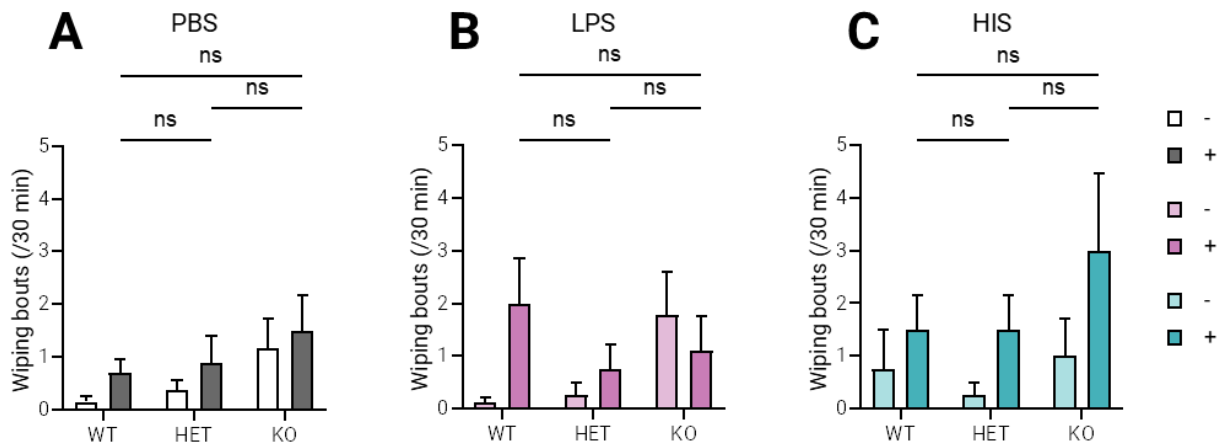 A
PBS
ns
ns
ns
Wiping bouts (/30 min)
5
4
3
2
1
0
WT
HET
KO
B
LPS
ns
ns
ns
Wiping bouts (/30 min)
5
4
3
2
1
0
WT
HET
KO
C
HIS
ns
ns
ns
Wiping bouts (/30 min)
5
4
3
2
1
0
WT
HET
KO
-
+
-
+
-
+